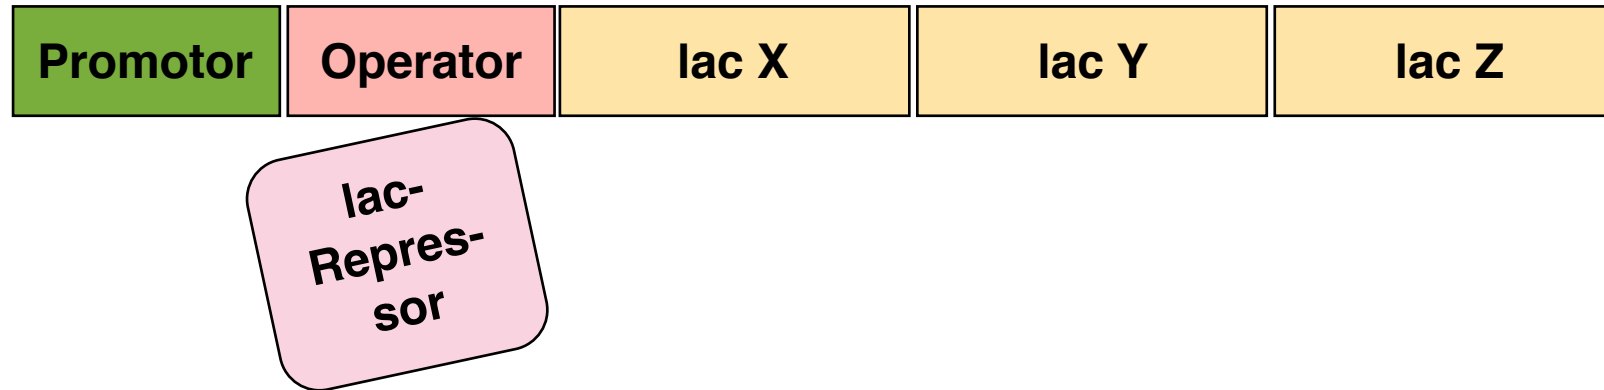 Promotor Operator lac X lac Y lac Z
lac-
Repres-
sor